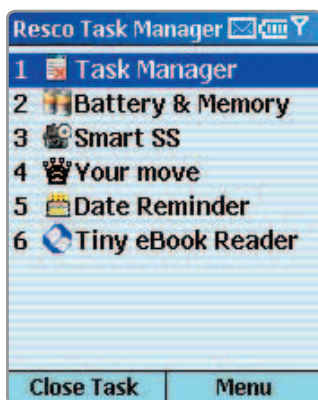 Resco Task Manager
1 Task Manager
2 Battery & Memory
3 Smart SS
4 Your move
5 Date Reminder
6 Tiny eBook Reader
Close Task Menu